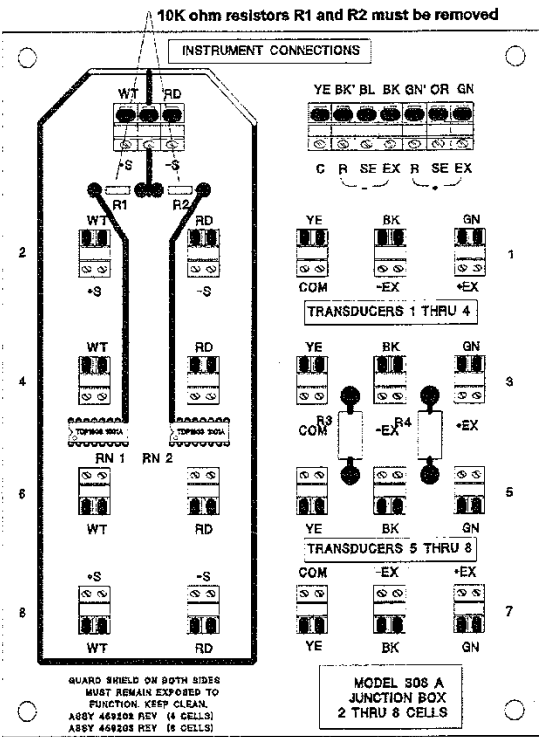 10K ohm resistors R1 and R2 must be removed
INSTRUMENT CONNECTIONS
WT RD
YE BK' BL BK GN' OR GN
+S -S
C R SE EX R SE EX
- +
R1 R2
WT RD YE BK GN
2 1
+S -S COM -EX +EX
TRANSDUCERS 1 THRU 4
WT RD YE BK GN
4 3
R3 R4
COM -EX +EX
RN 1 RN 2
6 5
WT RD YE BK GN
TRANSDUCERS 5 THRU 8
+S -S COM -EX +EX
8 7
WT RD YE BK GN
GUARD SHIELD ON BOTH SIDES
MUST REMAIN EXPOSED TO
FUNCTION. KEEP CLEAN.
ASSY 469202 REV (4 CELLS)
ASSY 469203 REV (8 CELLS)
MODEL 308 A
JUNCTION BOX
2 THRU 8 CELLS